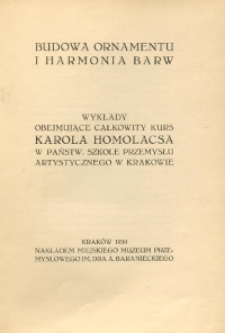 BUDOWA ORNAMENTU
I HARMONIA BARW
WYKŁADY
OBEJMUJĄCE CAŁKOWITY KURS
KAROLA HOMOLACSA
W PAŃSTW. SZKOLE PRZEMYSŁU
ARTYSTYCZNEGO W KRAKOWIE
KRAKÓW 1930
NAKŁADEM MIEJSKIEGO MUZEUM PRZE-
MYSŁOWEGO IM. DRA A. BARANIECKIEGO